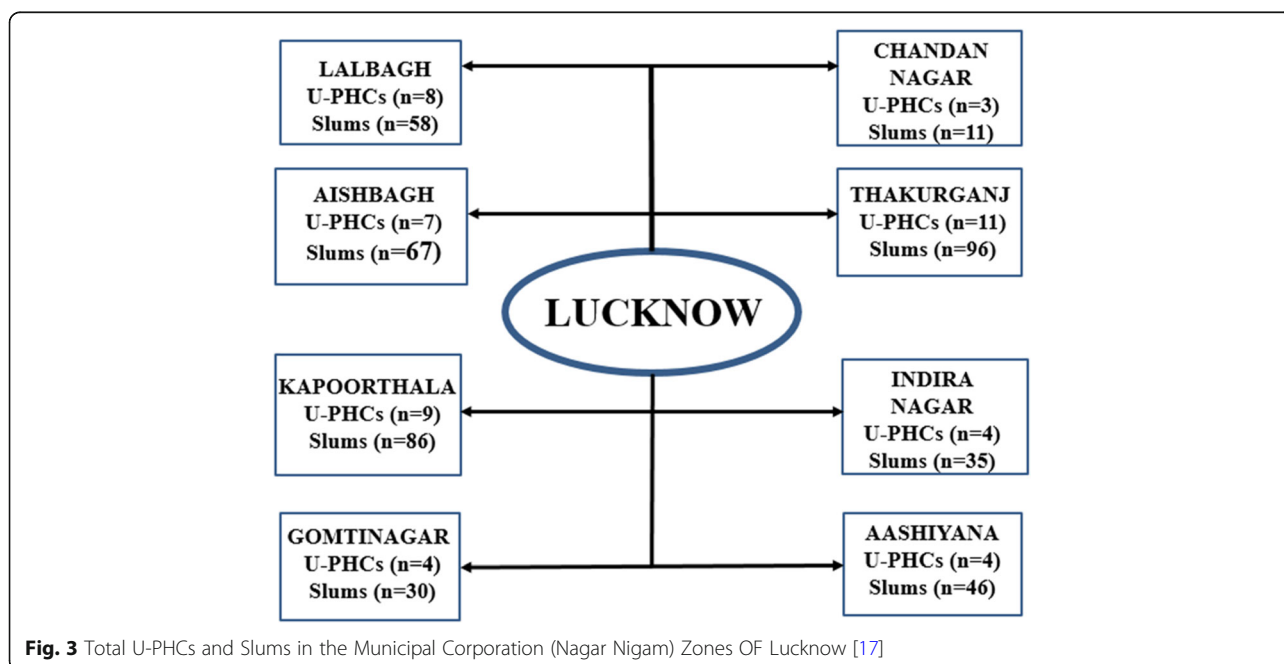 LALBAGH
U-PHCs (n=8)
Slums (n=58)
CHANDAN
NAGAR
U-PHCs (n=3)
Slums (n=11)
AISHBAGH
U-PHCs (n=7)
Slums (n=67)
THAKURGANJ
U-PHCs (n=11)
Slums (n=96)
LUCKNOW
KAPOORTHALA
U-PHCs (n=9)
Slums (n=86)
INDIRA
NAGAR
U-PHCs (n=4)
Slums (n=35)
GOMTINAGAR
U-PHCs (n=4)
Slums (n=30)
AASHIYANA
U-PHCs (n=4)
Slums (n=46)
Fig. 3 Total U-PHCs and Slums in the Municipal Corporation (Nagar Nigam) Zones OF Lucknow [17]